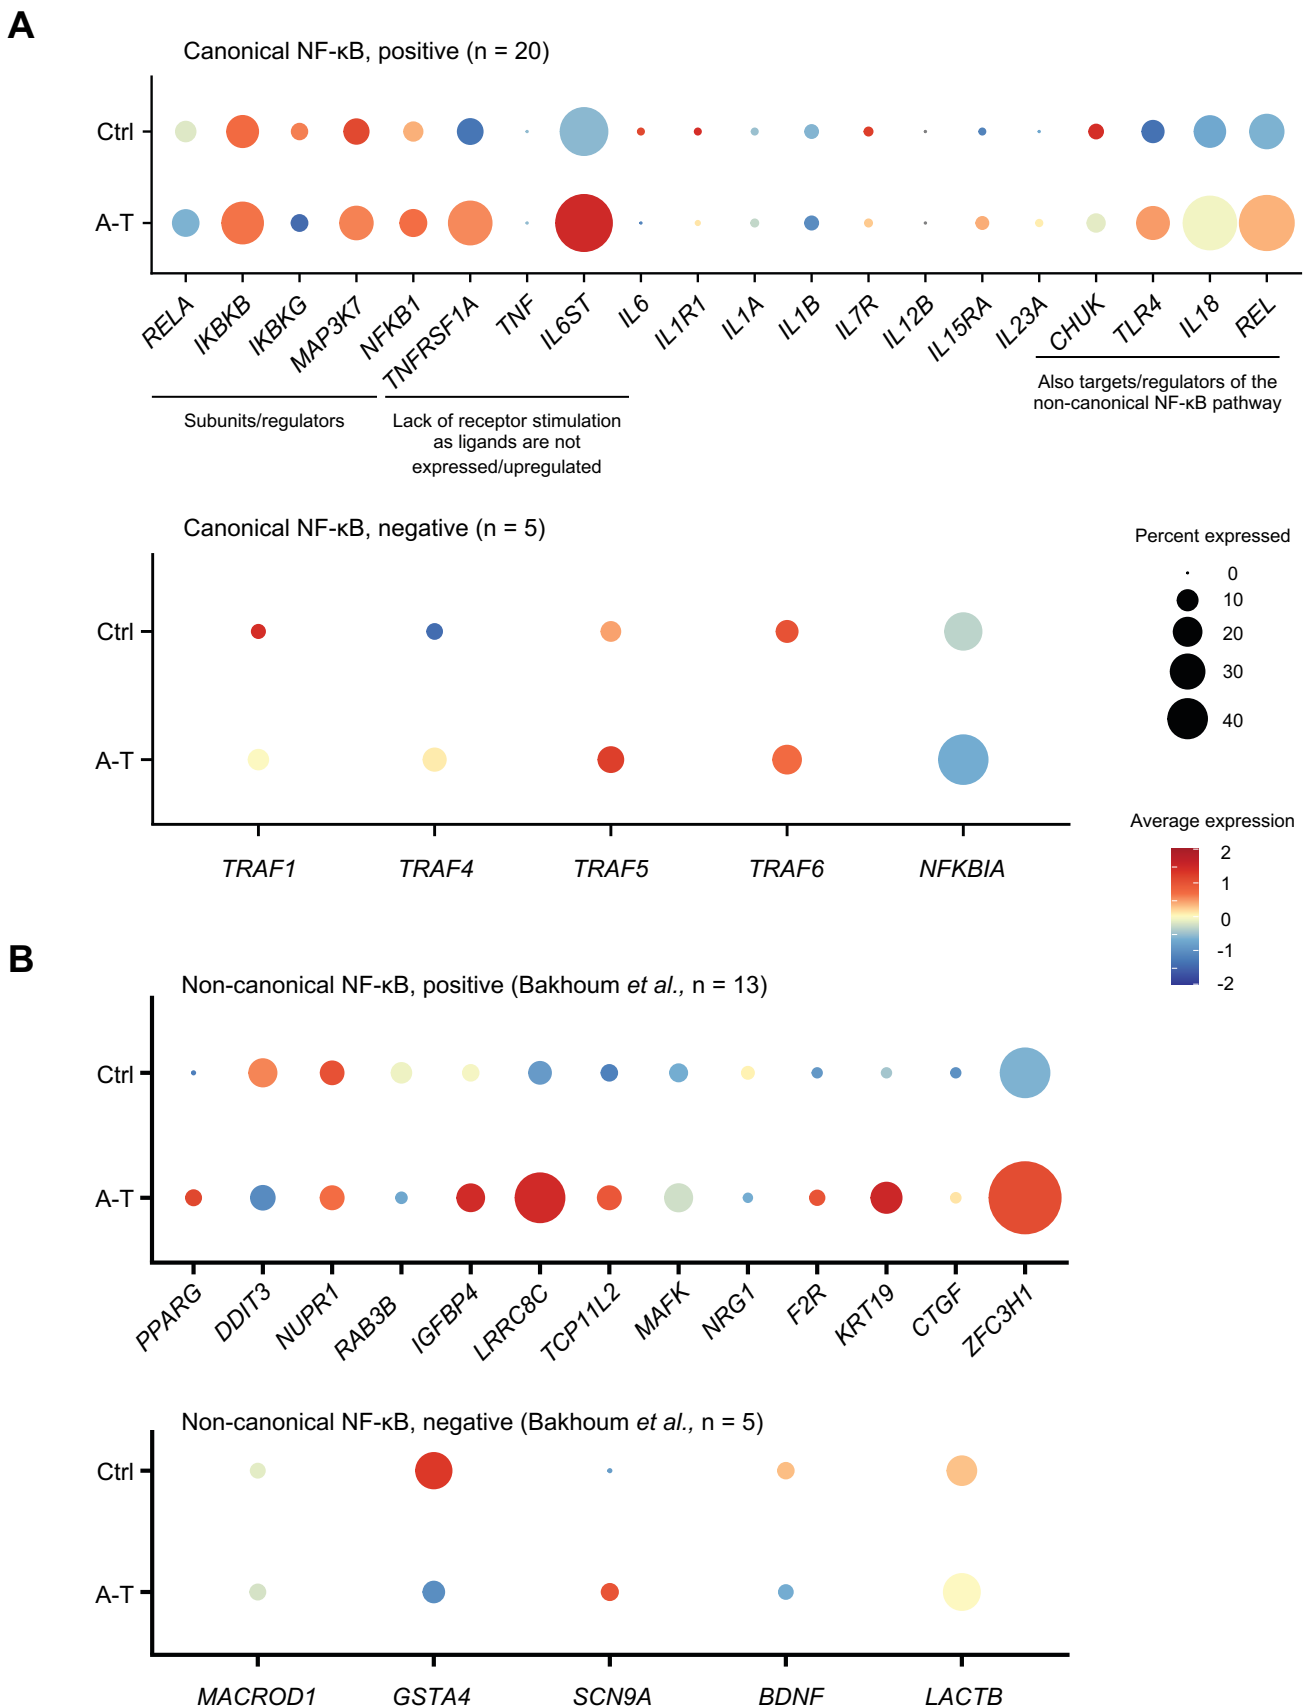 A
Canonical NF-κB, positive (n = 20)
Ctrl
A-T
RELA
IKBKB
IKBKG
MAP3K7
NFKB1
TNFRSF1A
TNF
IL6ST
IL6
IL1R1
IL1A
IL1B
IL7R
IL12B
IL15RA
IL23A
CHUK
TLR4
IL18
REL
Subunits/regulators
Lack of receptor stimulation
as ligands are not
expressed/upregulated
Also targets/regulators of the
non-canonical NF-κB pathway
Canonical NF-κB, negative (n = 5)
Ctrl
A-T
TRAF1
TRAF4
TRAF5
TRAF6
NFKBIA
Percent expressed
0
10
20
30
40
Average expression
2
1
0
-1
-2
B
Non-canonical NF-κB, positive (Bakhoum et al., n = 13)
Ctrl
A-T
PPARG
DDIT3
NUPR1
RAB3B
IGFBP4
LRRC8C
TCP11L2
MAFK
NRG1
F2R
KRT19
CTGF
ZFC3H1
Non-canonical NF-κB, negative (Bakhoum et al., n = 5)
Ctrl
A-T
MACROD1
GSTA4
SCN9A
BDNF
LACTB